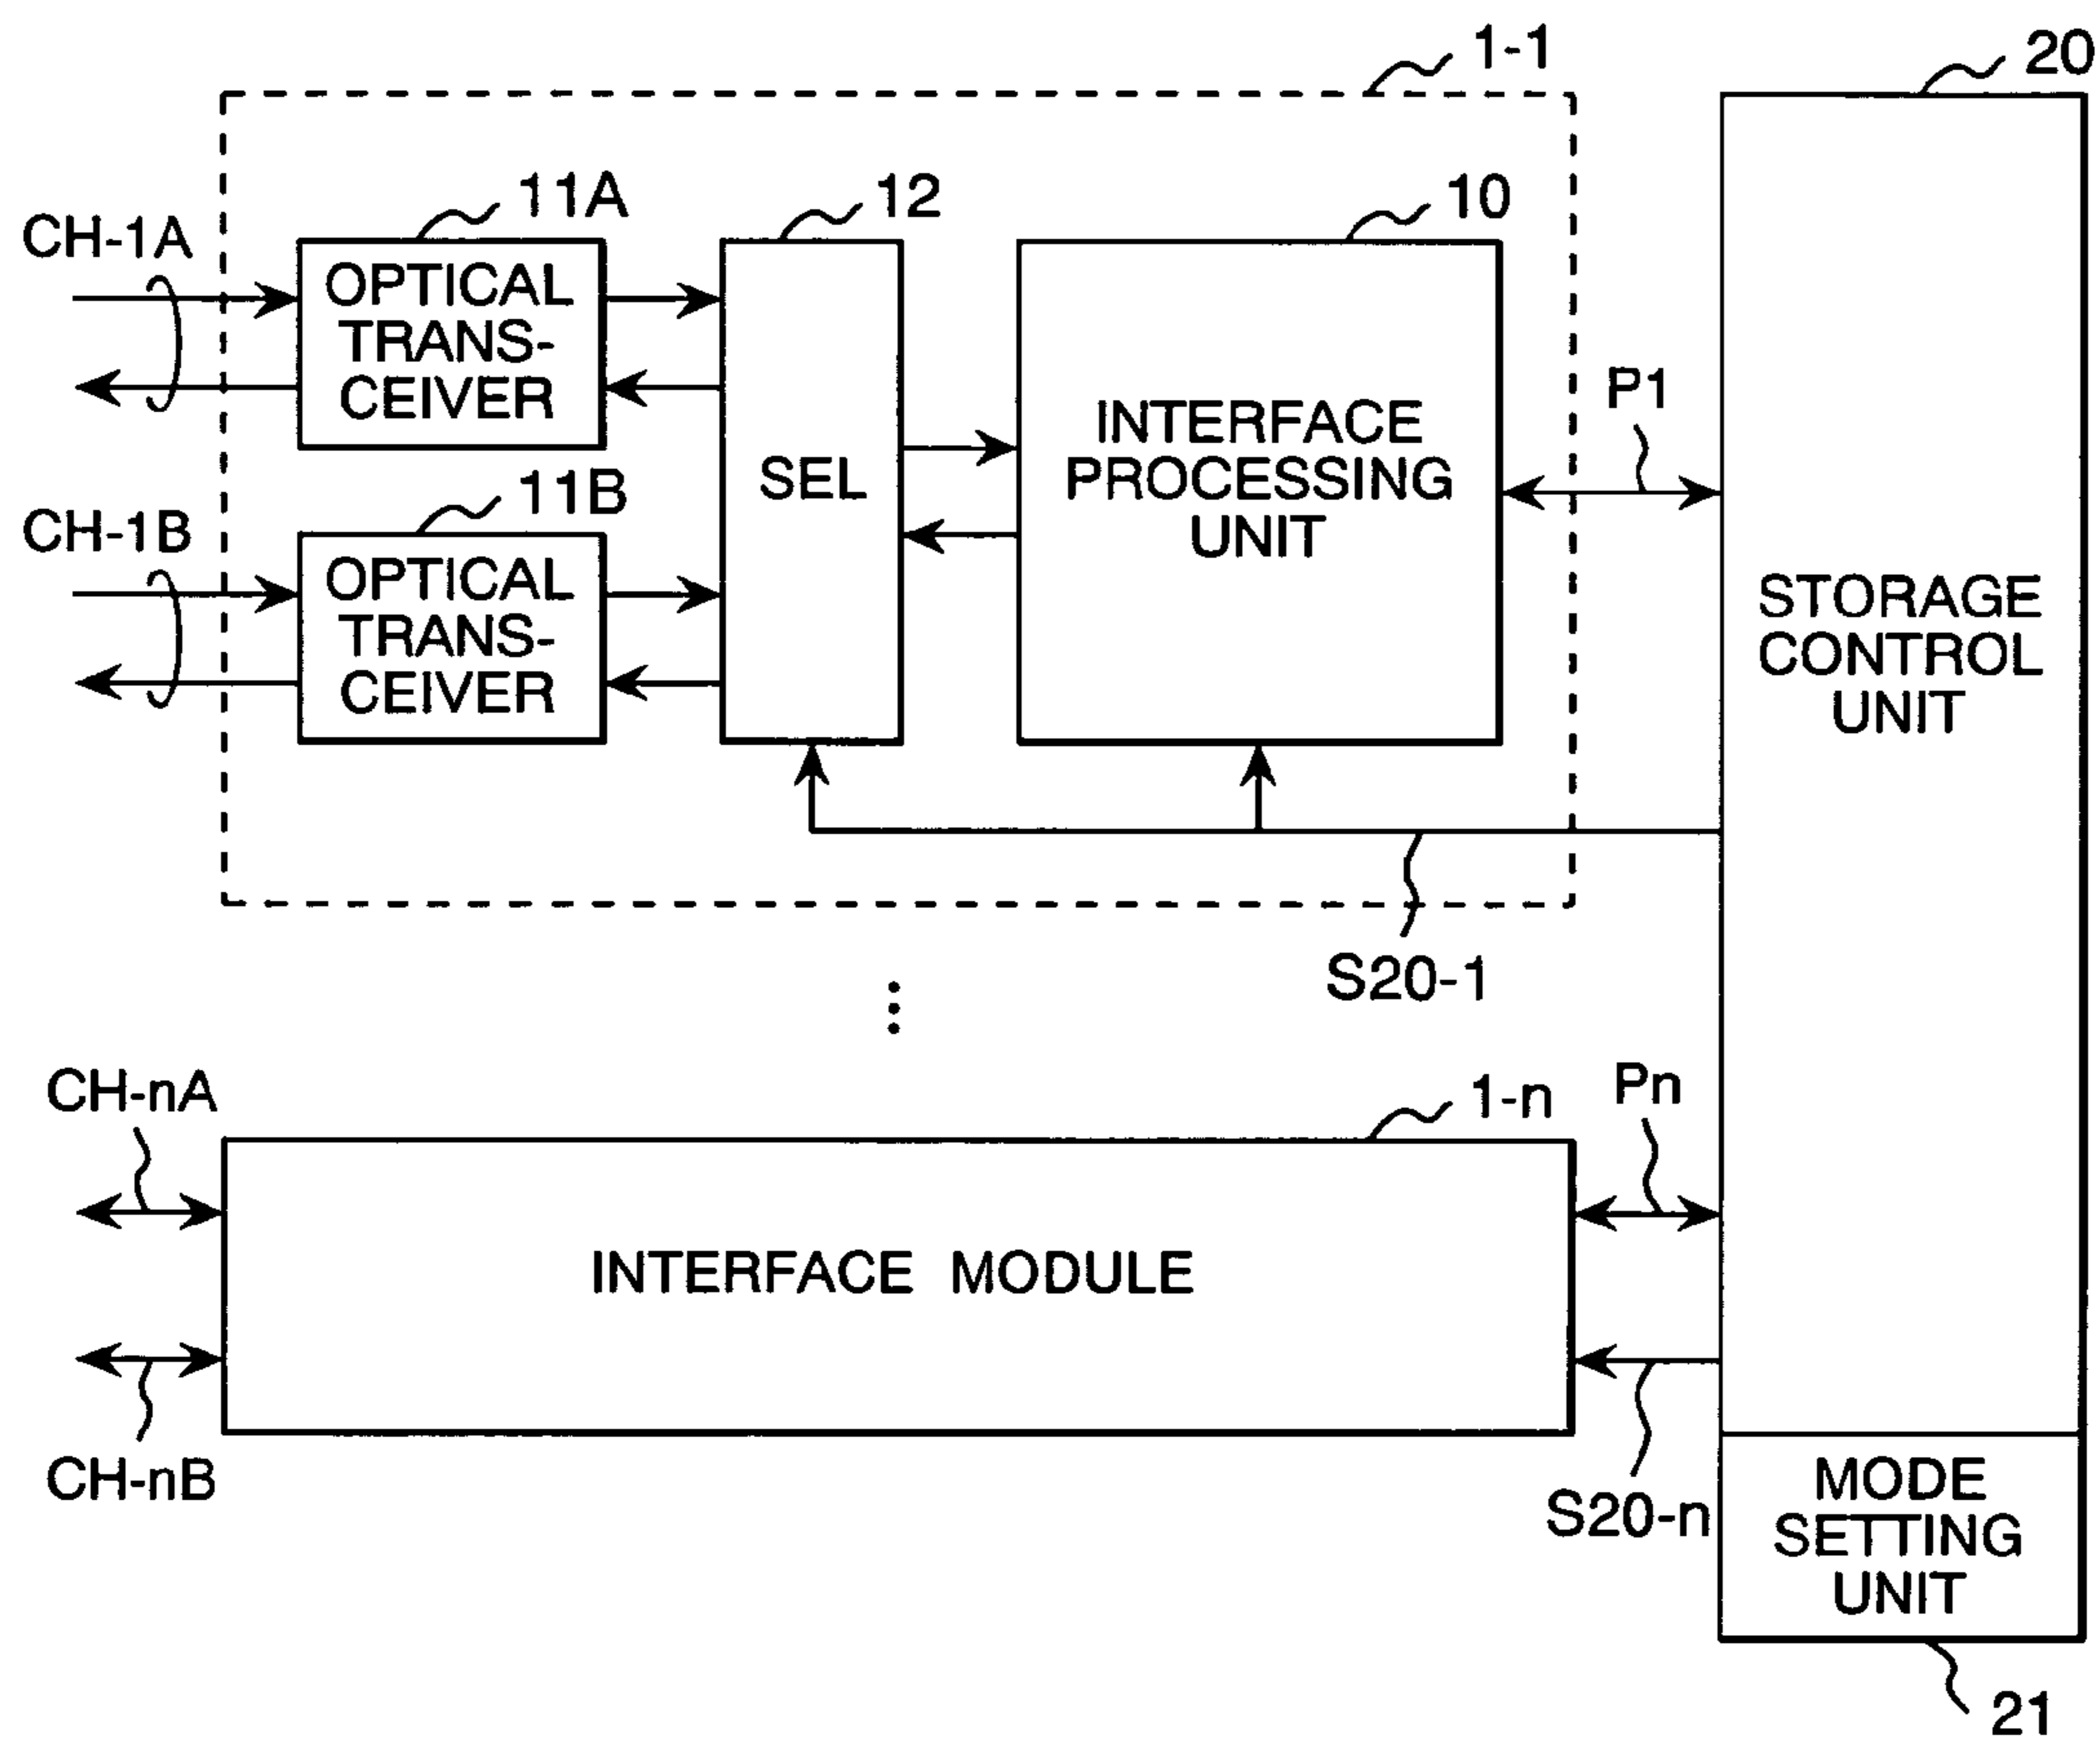 1-1
20
11A
12
10
CH-1A
OPTICAL
TRANS-
CEIVER
P1
INTERFACE
PROCESSING
UNIT
SEL
11B
CH-1B
OPTICAL
TRANS-
CEIVER
STORAGE
CONTROL
UNIT
S20-1
CH-nA
1-n
Pn
INTERFACE MODULE
CH-nB
S20-n
MODE
SETTING
UNIT
21